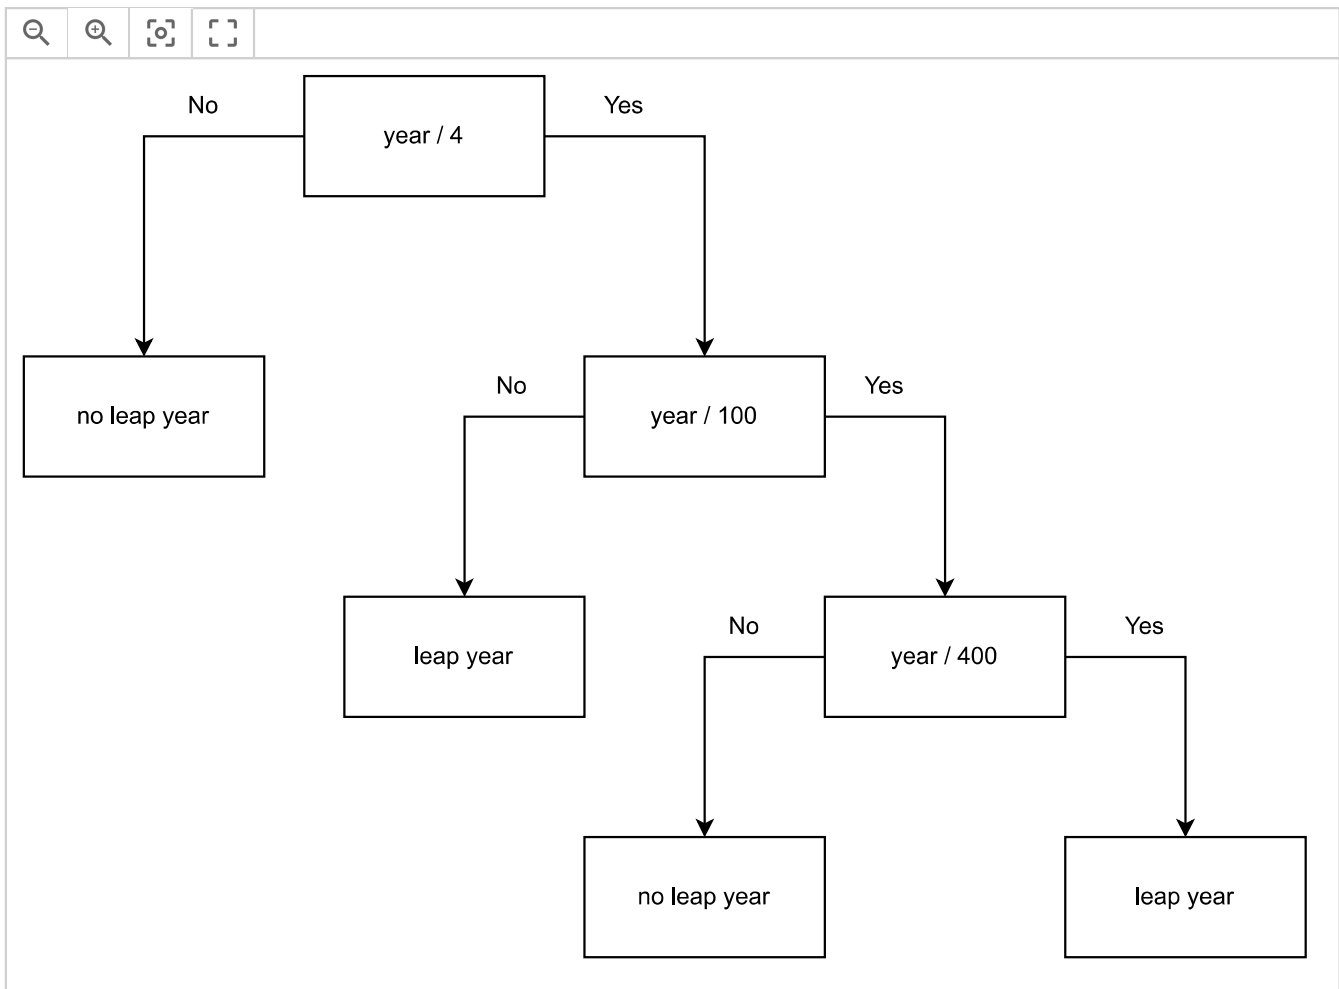 No
year / 4
Yes
no leap year
No
year / 100
Yes
leap year
No
year / 400
Yes
no leap year
leap year